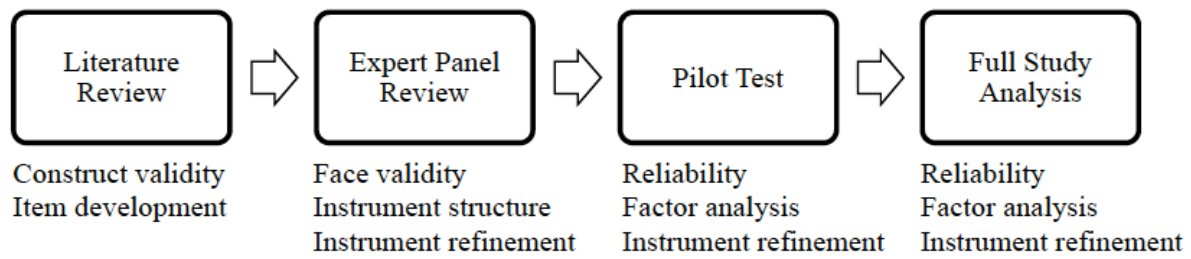 Literature
Review
Expert Panel
Review
Pilot Test
Full Study
Analysis
Construct validity
Item development
Face validity
Instrument structure
Instrument refinement
Reliability
Factor analysis
Instrument refinement
Reliability
Factor analysis
Instrument refinement